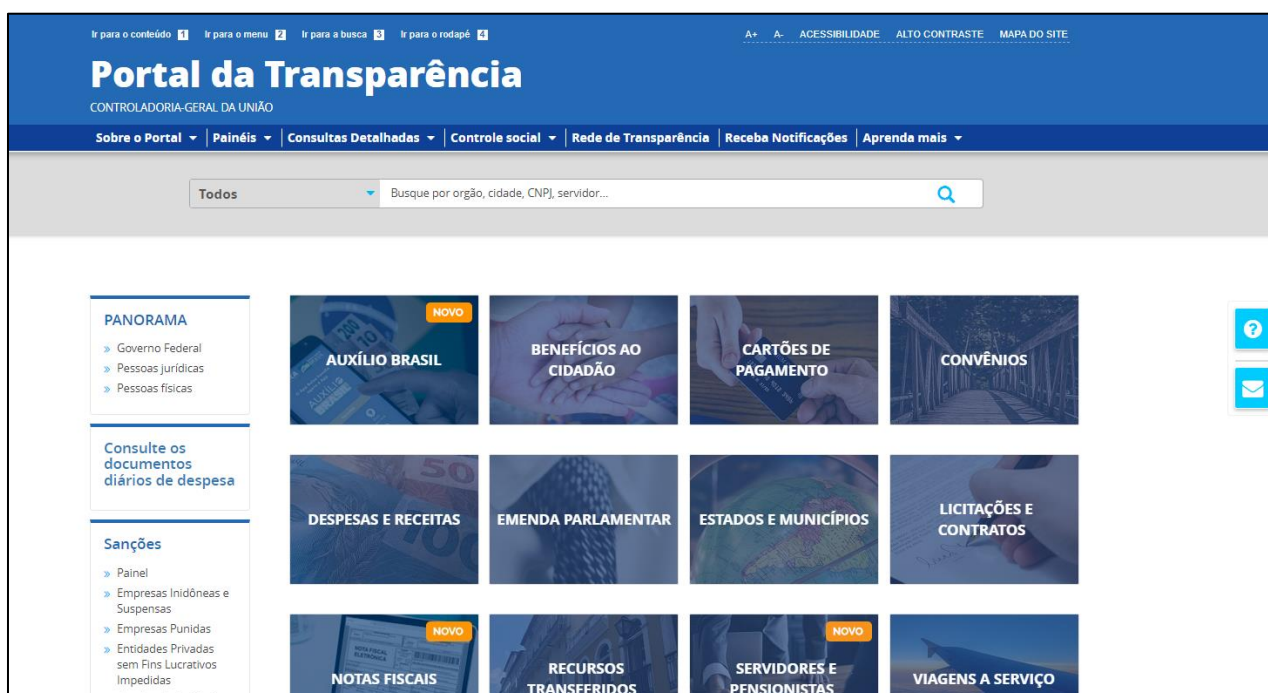 Ir para o conteúdo 1 Ir para o menu 2 Ir para a busca 3 Ir para o rodapé 4
A+ A- ACESSIBILIDADE ALTO CONTRASTE MAPA DO SITE
Portal da Transparência
CONTROLADORIA-GERAL DA UNIÃO
Sobre o Portal Painéis Consultas Detalhadas Controle social Rede de Transparência Receba Notificações Aprenda mais
Todos
Busque por orgão, cidade, CNPJ, servidor...
PANORAMA
» Governo Federal
» Pessoas jurídicas
» Pessoas físicas
Consulte os
documentos
diários de despesa
Sanções
» Painel
» Empresas Inidôneas e
Suspensas
» Empresas Punidas
» Entidades Privadas
sem Fins Lucrativos
Impedidas
NOVO
AUXÍLIO BRASIL
BENEFÍCIOS AO
CIDADÃO
CARTÕES DE
PAGAMENTO
CONVÊNIOS
DESPESAS E RECEITAS
EMENDA PARLAMENTAR
ESTADOS E MUNICÍPIOS
LICITAÇÕES E
CONTRATOS
NOVO
NOTAS FISCAIS
RECURSOS
TRANSFERIDOS
NOVO
SERVIDORES E
PENSIONISTAS
VIAGENS A SERVIÇO